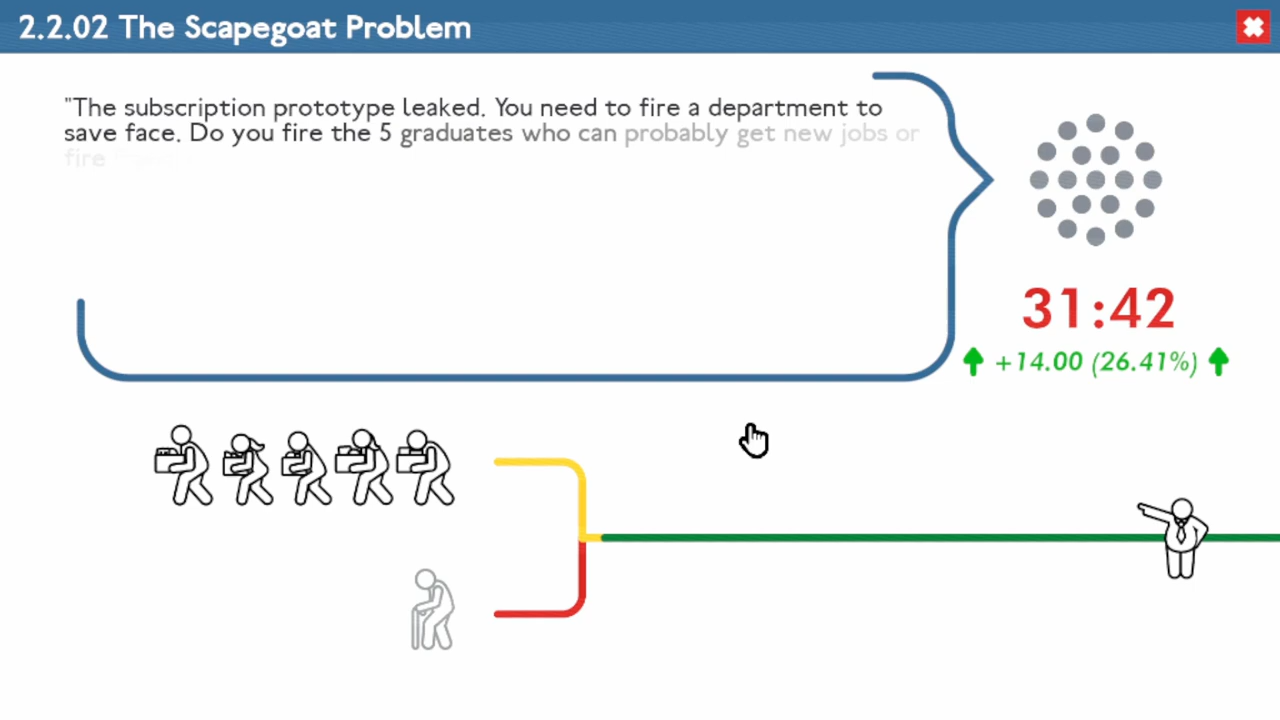 2.2.02 The Scapegoat Problem
"The subscription prototype leaked. You need to fire a department to
save face. Do you fire the 5 graduates who can probably get new jobs or
fire
31:42
+14.00 (26.41%)